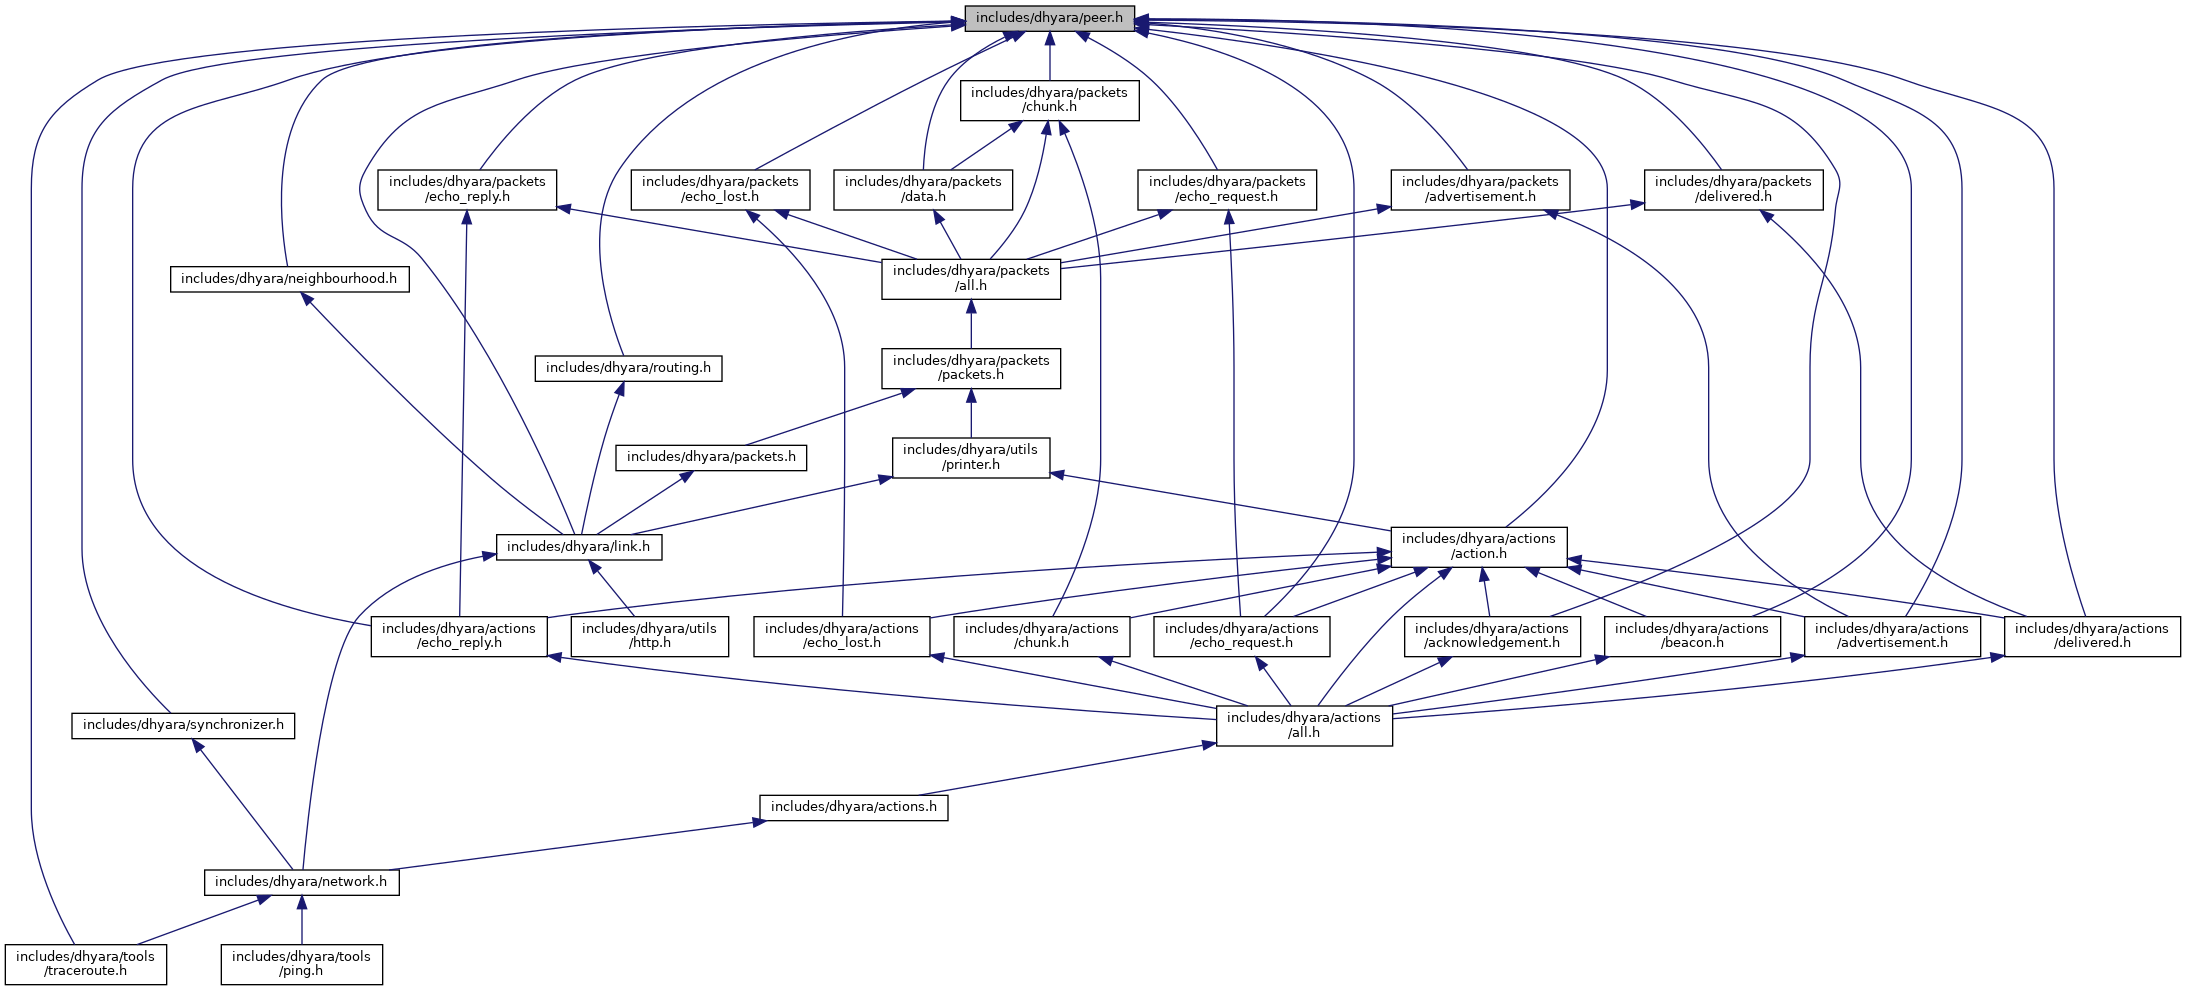 includes/dhyara/peer.h
includes/dhyara/packets
/chunk.h
includes/dhyara/packets
/echo_reply.h
includes/dhyara/packets
/echo_lost.h
includes/dhyara/packets
/data.h
includes/dhyara/packets
/echo_request.h
includes/dhyara/packets
/advertisement.h
includes/dhyara/packets
/delivered.h
includes/dhyara/neighbourhood.h
includes/dhyara/packets
/all.h
includes/dhyara/routing.h
includes/dhyara/packets
/packets.h
includes/dhyara/packets.h
includes/dhyara/utils
/printer.h
includes/dhyara/link.h
includes/dhyara/actions
/action.h
includes/dhyara/actions
/echo_reply.h
includes/dhyara/utils
/http.h
includes/dhyara/actions
/echo_lost.h
includes/dhyara/actions
/chunk.h
includes/dhyara/actions
/echo_request.h
includes/dhyara/actions
/acknowledgement.h
includes/dhyara/actions
/beacon.h
includes/dhyara/actions
/advertisement.h
includes/dhyara/actions
/delivered.h
includes/dhyara/synchronizer.h
includes/dhyara/actions
/all.h
includes/dhyara/actions.h
includes/dhyara/network.h
includes/dhyara/tools
/traceroute.h
includes/dhyara/tools
/ping.h